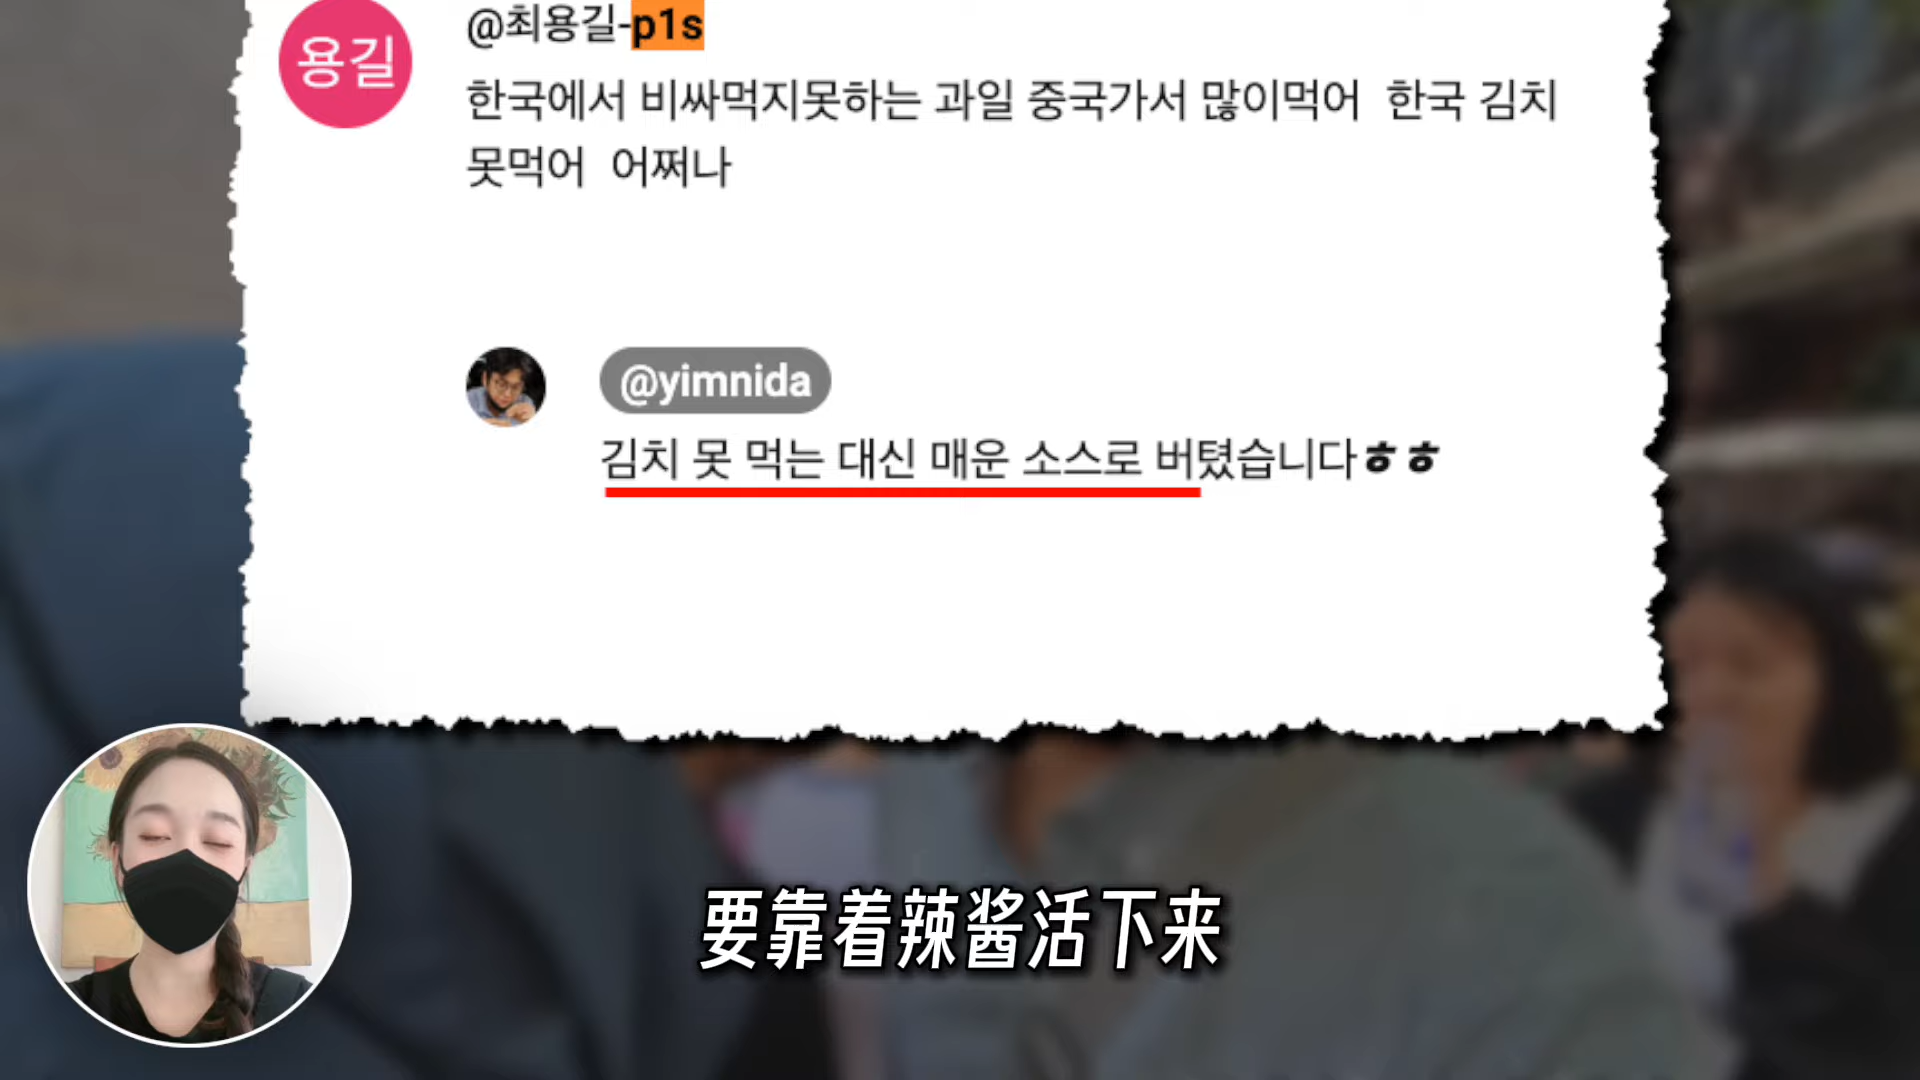 용길
@최용길-p1s
한국에서 비싸먹지못하는 과일 중국가서 많이먹어 한국 김치
못먹어 어쩌나
@yimnida
김치 못 먹는 대신 매운 소스로 버텼습니다ㅎㅎ
要靠着辣酱活下来